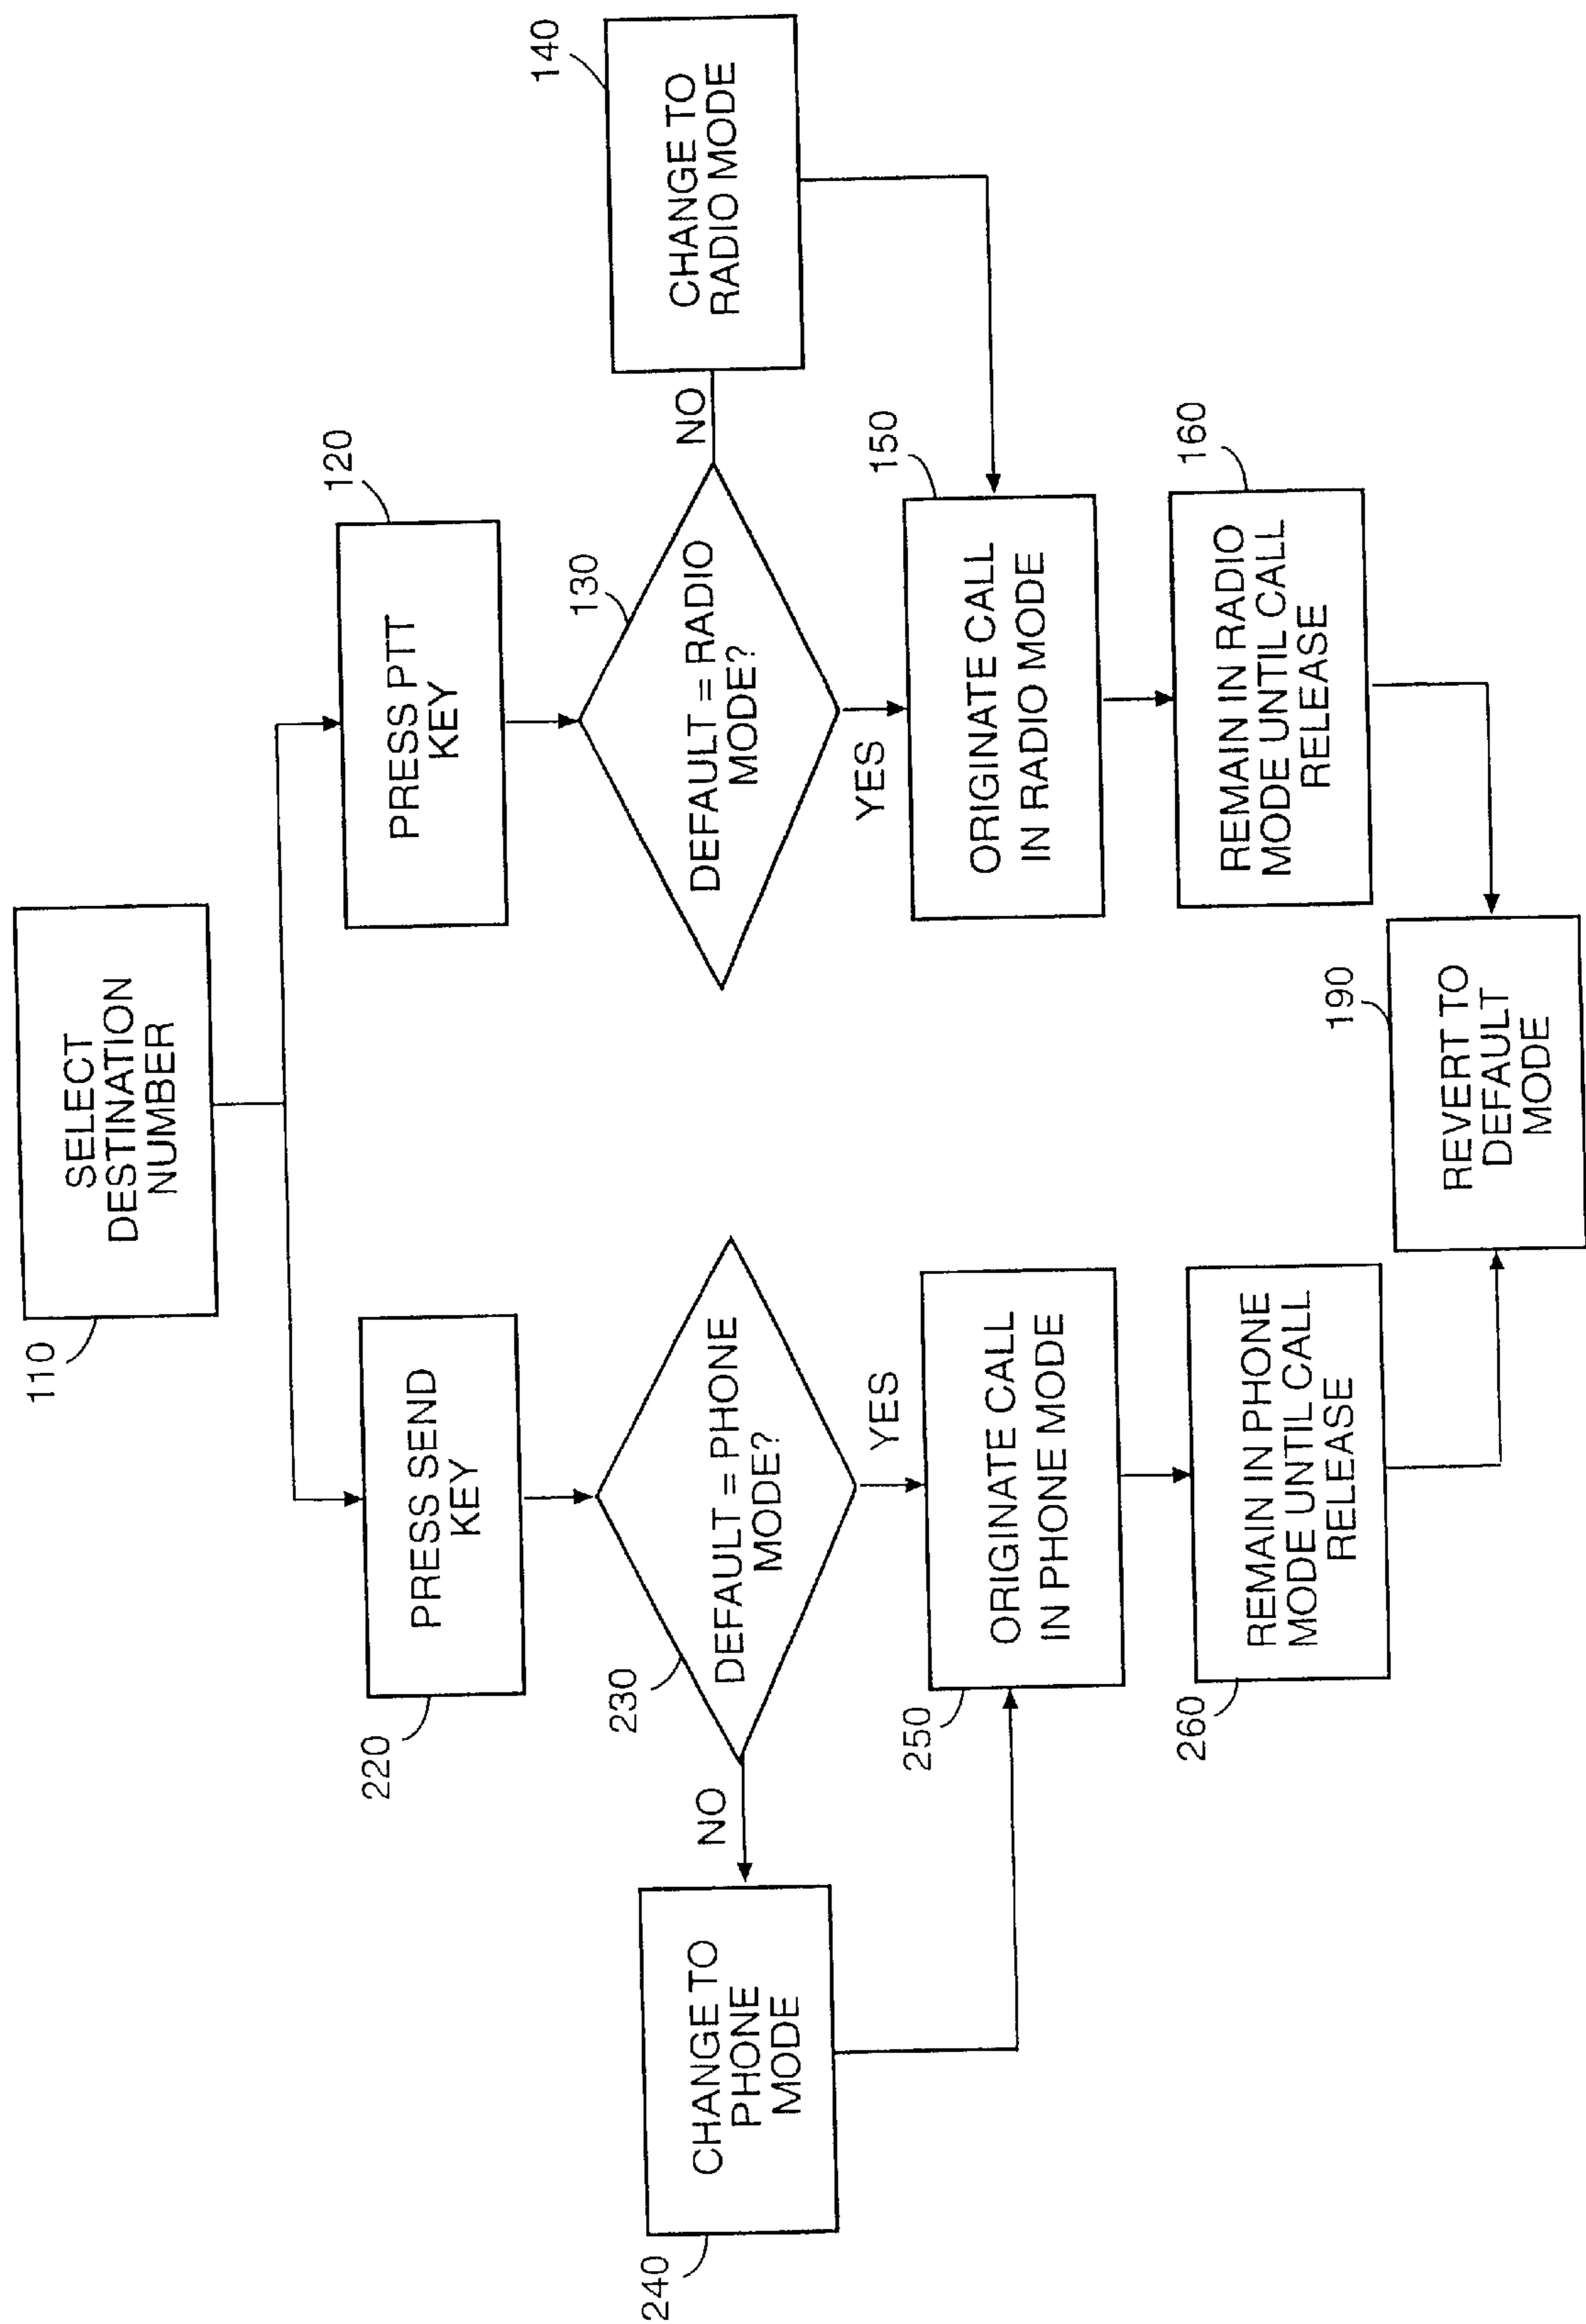 110
SELECT
DESTINATION
NUMBER
220
PRESS SEND
KEY
PRESS PTT
KEY
120
230
DEFAULT = PHONE
MODE?
NO
YES
130
DEFAULT = RADIO
MODE?
NO
YES
240
CHANGE TO
PHONE
MODE
140
CHANGE TO
RADIO MODE
250
ORIGINATE CALL
IN PHONE MODE
150
ORIGINATE CALL
IN RADIO MODE
260
REMAIN IN PHONE
MODE UNTIL CALL
RELEASE
160
REMAIN IN RADIO
MODE UNTIL CALL
RELEASE
190
REVERT TO
DEFAULT
MODE